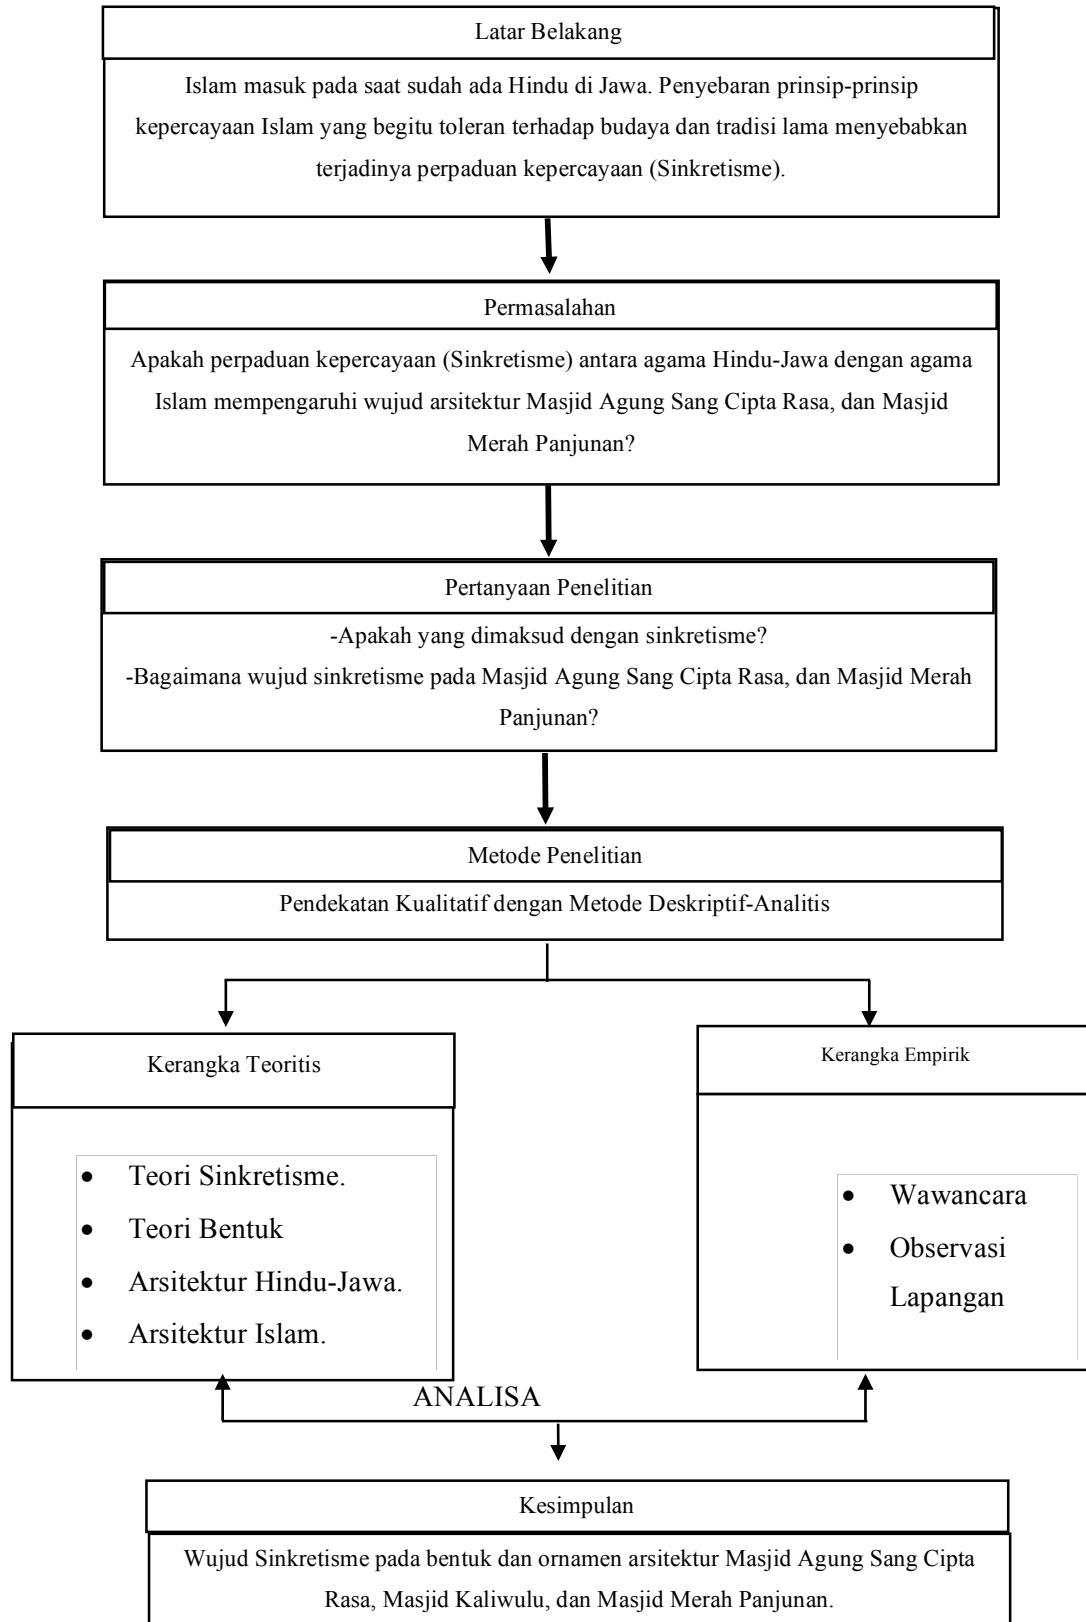 Latar Belakang
Islam masuk pada saat sudah ada Hindu di Jawa. Penyebaran prinsip-prinsip
kepercayaan Islam yang begitu toleran terhadap budaya dan tradisi lama menyebabkan
terjadinya perpaduan kepercayaan (Sinkretisme).
Permasalahan
Apakah perpaduan kepercayaan (Sinkretisme) antara agama Hindu-Jawa dengan agama
Islam mempengaruhi wujud arsitektur Masjid Agung Sang Cipta Rasa, dan Masjid
Merah Panjunan?
Pertanyaan Penelitian
-Apakah yang dimaksud dengan sinkretisme?
-Bagaimana wujud sinkretisme pada Masjid Agung Sang Cipta Rasa, dan Masjid Merah
Panjunan?
Metode Penelitian
Pendekatan Kualitatif dengan Metode Deskriptif-Analitis
Kerangka Teoritis
• Teori Sinkretisme.
• Teori Bentuk
• Arsitektur Hindu-Jawa.
• Arsitektur Islam.
Kerangka Empirik
• Wawancara
• Observasi
Lapangan
ANALISA
Kesimpulan
Wujud Sinkretisme pada bentuk dan ornamen arsitektur Masjid Agung Sang Cipta
Rasa, Masjid Kaliwulu, dan Masjid Merah Panjunan.